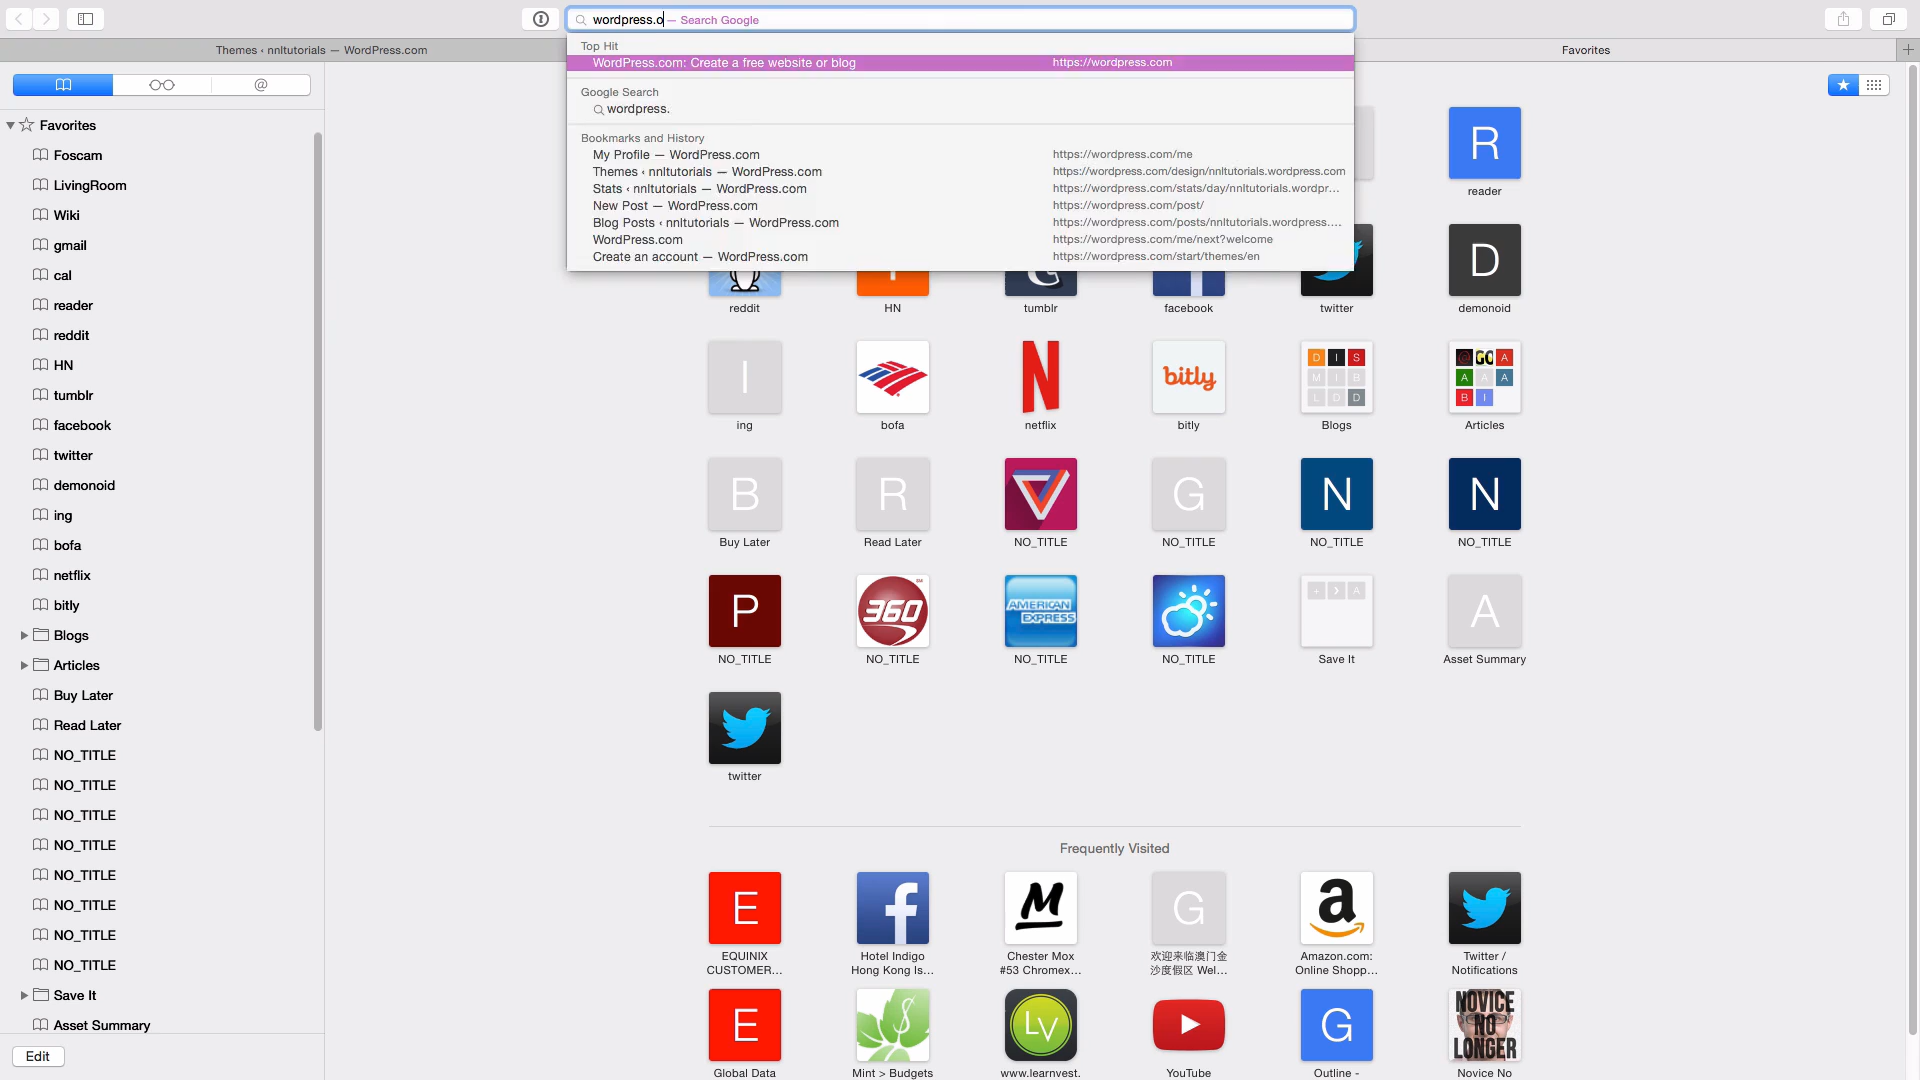 wordpress.o — Search Google
Themes ‹ nnltutorials — WordPress.com
Favorites
Top Hit
WordPress.com: Create a free website or blog https://wordpress.com
Google Search
wordpress.
Bookmarks and History
My Profile — WordPress.com https://wordpress.com/me
Themes ‹ nnltutorials — WordPress.com https://wordpress.com/design/nnltutorials.wordpress.com
Stats ‹ nnltutorials — WordPress.com https://wordpress.com/stats/day/nnltutorials.wordpr...
New Post — WordPress.com https://wordpress.com/post/
Blog Posts ‹ nnltutorials — WordPress.com https://wordpress.com/posts/nnltutorials.wordpress....
WordPress.com https://wordpress.com/me/next?welcome
Create an account — WordPress.com https://wordpress.com/start/themes/en
@
Favorites
Foscam
LivingRoom
Wiki
gmail
cal
reader
reddit
HN
tumblr
facebook
twitter
demonoid
ing
bofa
netflix
bitly
Blogs
Articles
Buy Later
Read Later
NO_TITLE
NO_TITLE
NO_TITLE
NO_TITLE
NO_TITLE
NO_TITLE
NO_TITLE
NO_TITLE
Save It
Asset Summary
Edit
R
reader
D
reddit HN tumblr facebook twitter demonoid
I N bitly D I S M I B L D D @ GO A A A A B I
ing bofa netflix bitly Blogs Articles
B R G N N
Buy Later Read Later NO_TITLE NO_TITLE NO_TITLE NO_TITLE
P 360 AMERICAN EXPRESS + › A A
NO_TITLE NO_TITLE NO_TITLE NO_TITLE Save It Asset Summary
twitter
Frequently Visited
E f M G a
EQUINIX CUSTOMER... Hotel Indigo Hong Kong Is... Chester Mox #53 Chromex... 欢迎来临澳门金沙度假区 Wel... Amazon.com: Online Shopp... Twitter / Notifications
E LV G NOVICE NO LONGER
Global Data Mint > Budgets www.learnvest. YouTube Outline - Novice No